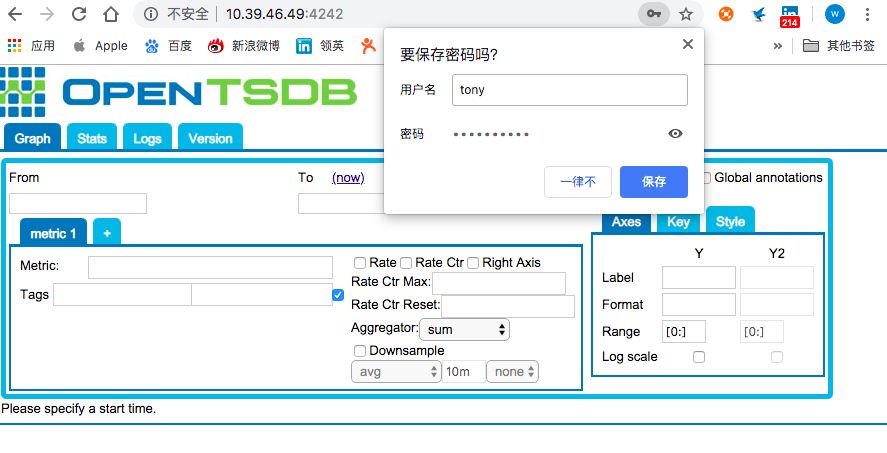 不安全 | 10.39.46.49:4242
214
W
应用 Apple 百度 新浪微博 in 领英 » 其他书签
要保存密码吗?
用户名 tony
密码 ••••••••••
一律不 保存
OPENTSDB
Graph Stats Logs Version
From To (now) Global annotations
metric 1 +
Axes Key Style
Metric:
Tags
Rate Rate Ctr Right Axis
Rate Ctr Max:
Rate Ctr Reset:
Aggregator: sum
Downsample
avg 10m none
Y Y2
Label
Format
Range [0:] [0:]
Log scale
Please specify a start time.